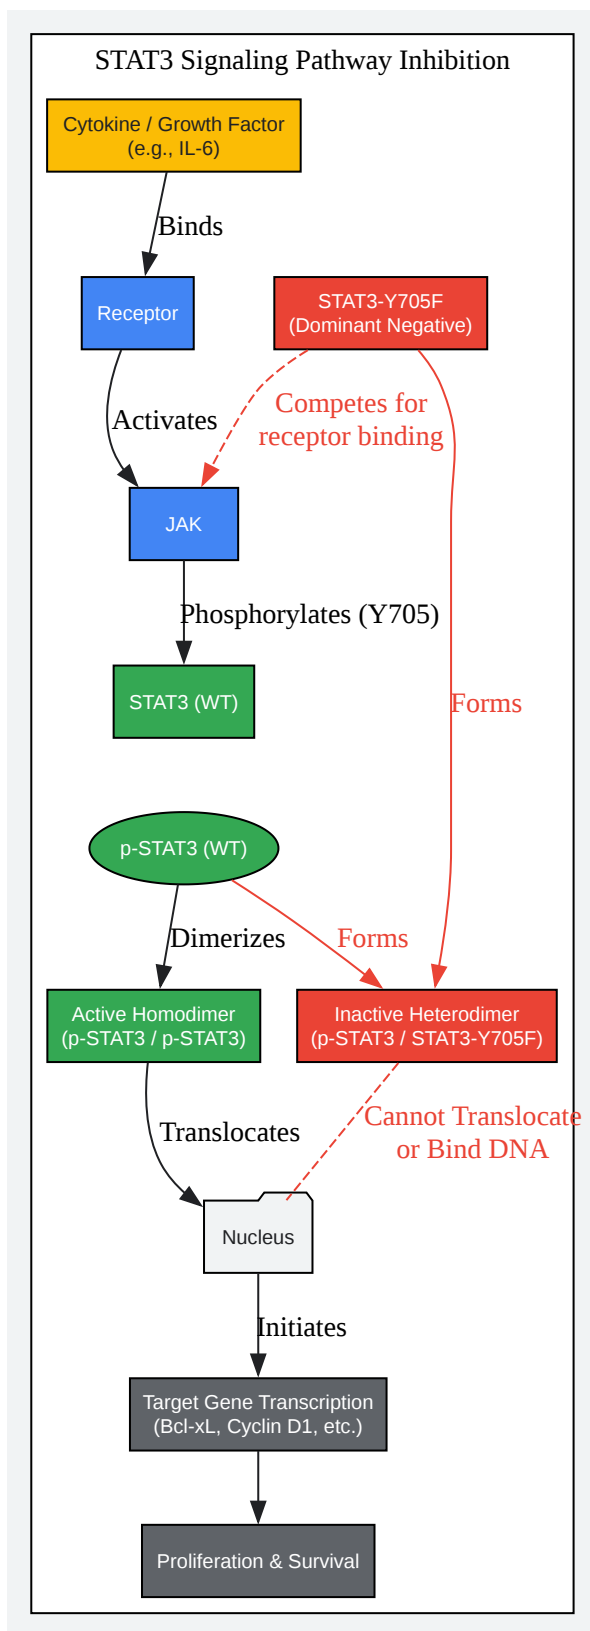 STAT3 Signaling Pathway Inhibition
Cytokine / Growth Factor
(e.g., IL-6)
Binds
Receptor
STAT3-Y705F
(Dominant Negative)
Activates
Competes for
receptor binding
JAK
Phosphorylates (Y705)
STAT3 (WT)
Forms
p-STAT3 (WT)
Dimerizes
Forms
Active Homodimer
(p-STAT3 / p-STAT3)
Inactive Heterodimer
(p-STAT3 / STAT3-Y705F)
Translocates
Cannot Translocate
or Bind DNA
Nucleus
Initiates
Target Gene Transcription
(Bcl-xL, Cyclin D1, etc.)
Proliferation & Survival